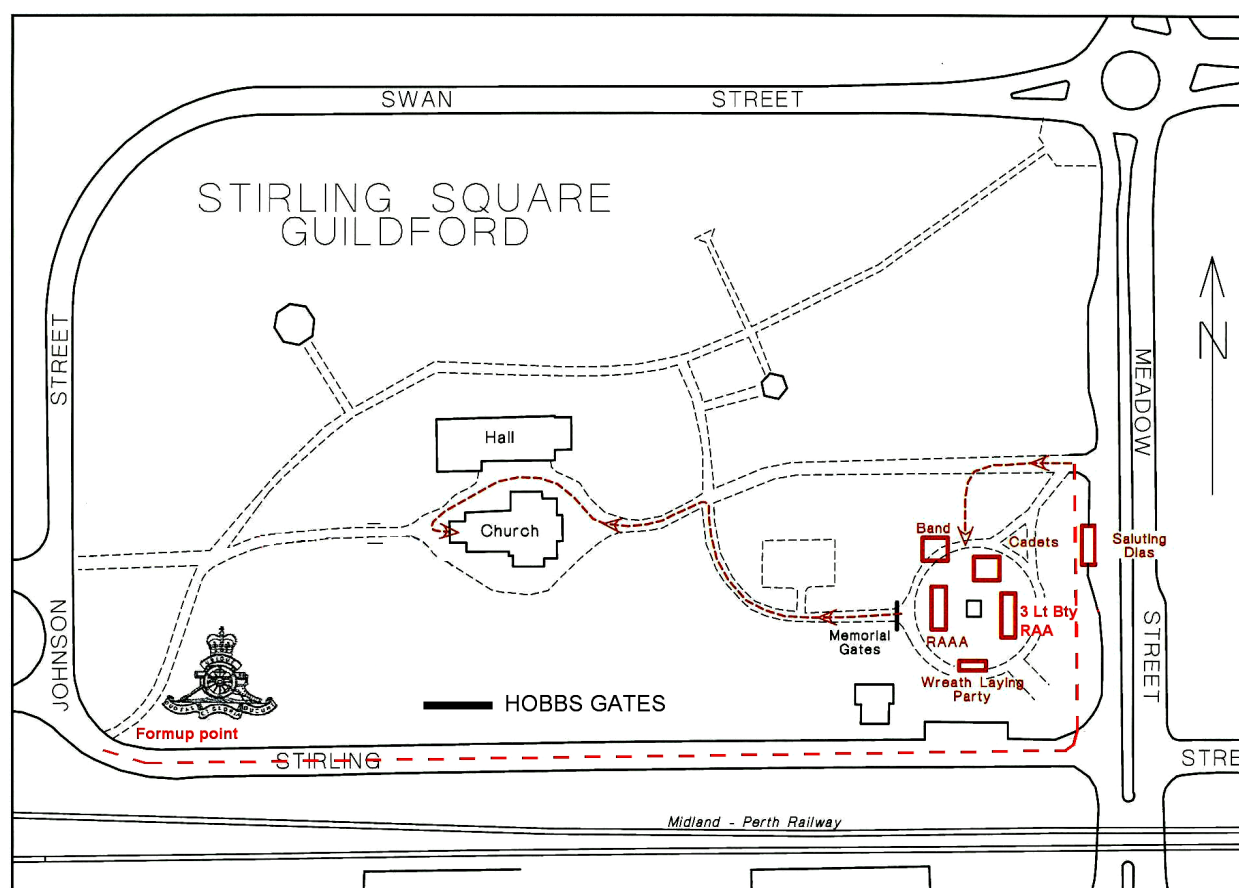 SWAN STREET
STIRLING SQUARE
GUILDFORD
STREET
N
MEADOW
Hall
Church
Band
Cadets
Saluting
Dias
3 Lt Bty
RAA
RAAA
Memorial
Gates
Wreath Laying
Party
STREET
JOHNSON
HOBBS GATES
Formup point
STIRLING
STRE
Midland - Perth Railway